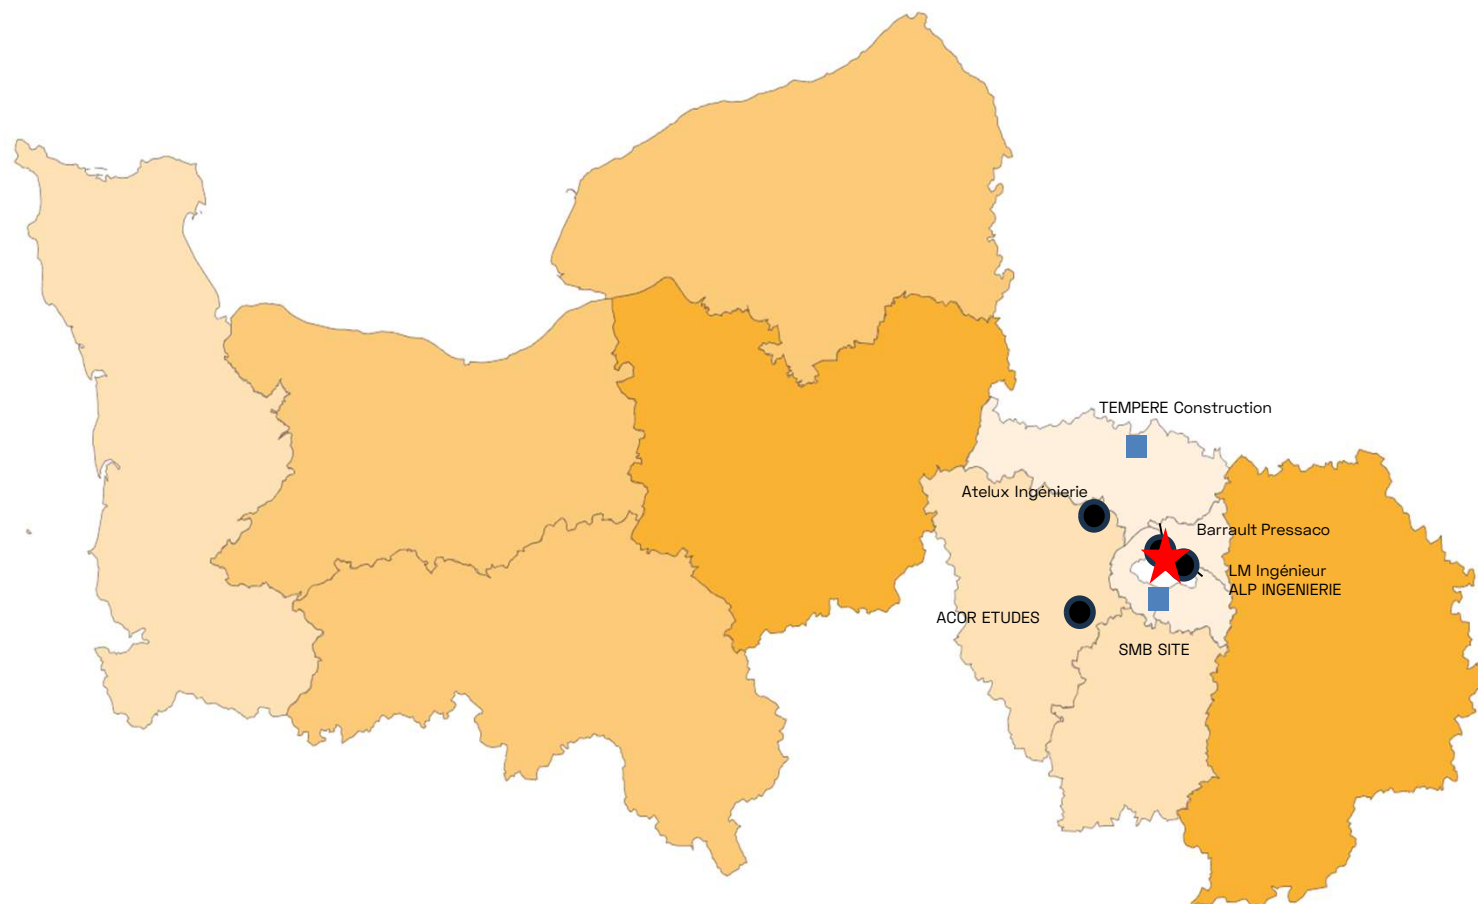 TEMPERE Construction
Atelux Ingénierie
Barrault Pressaco
LM Ingénieur
ALP INGENIERIE
ACOR ETUDES
SMB SITE